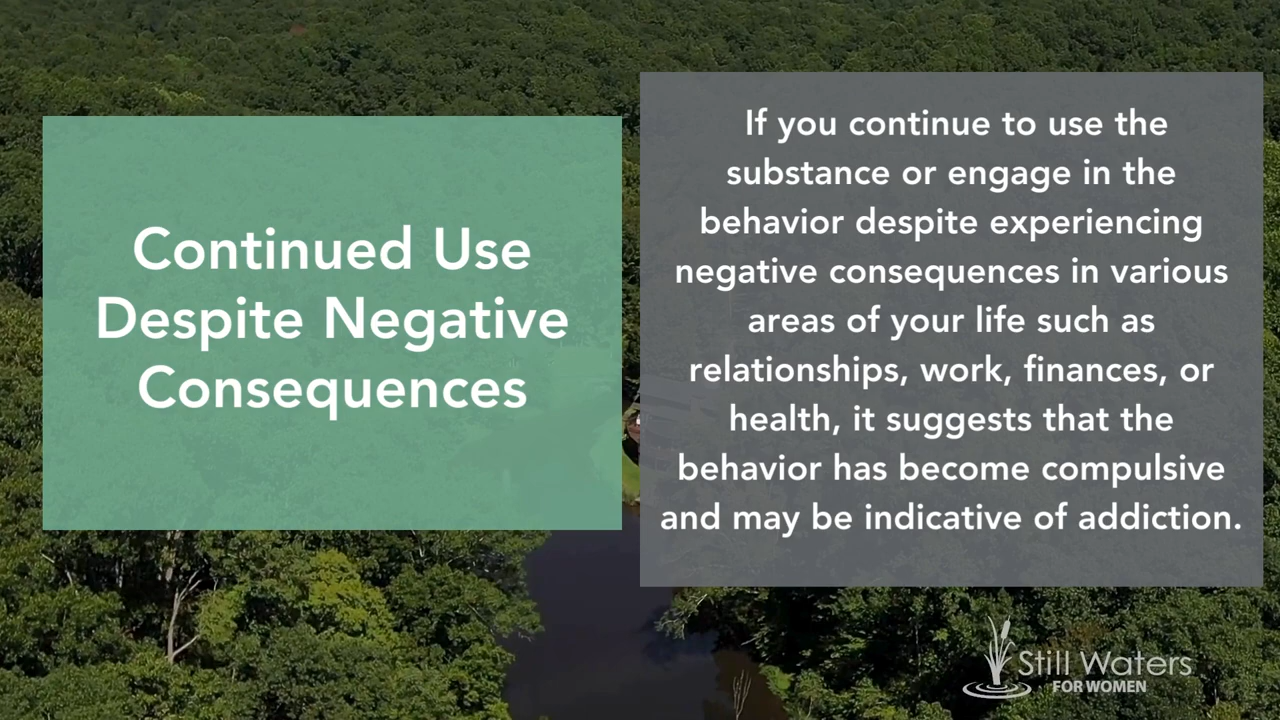 Continued Use
Despite Negative
Consequences
If you continue to use the
substance or engage in the
behavior despite experiencing
negative consequences in various
areas of your life such as
relationships, work, finances, or
health, it suggests that the
behavior has become compulsive
and may be indicative of addiction.
Still Waters
FOR WOMEN